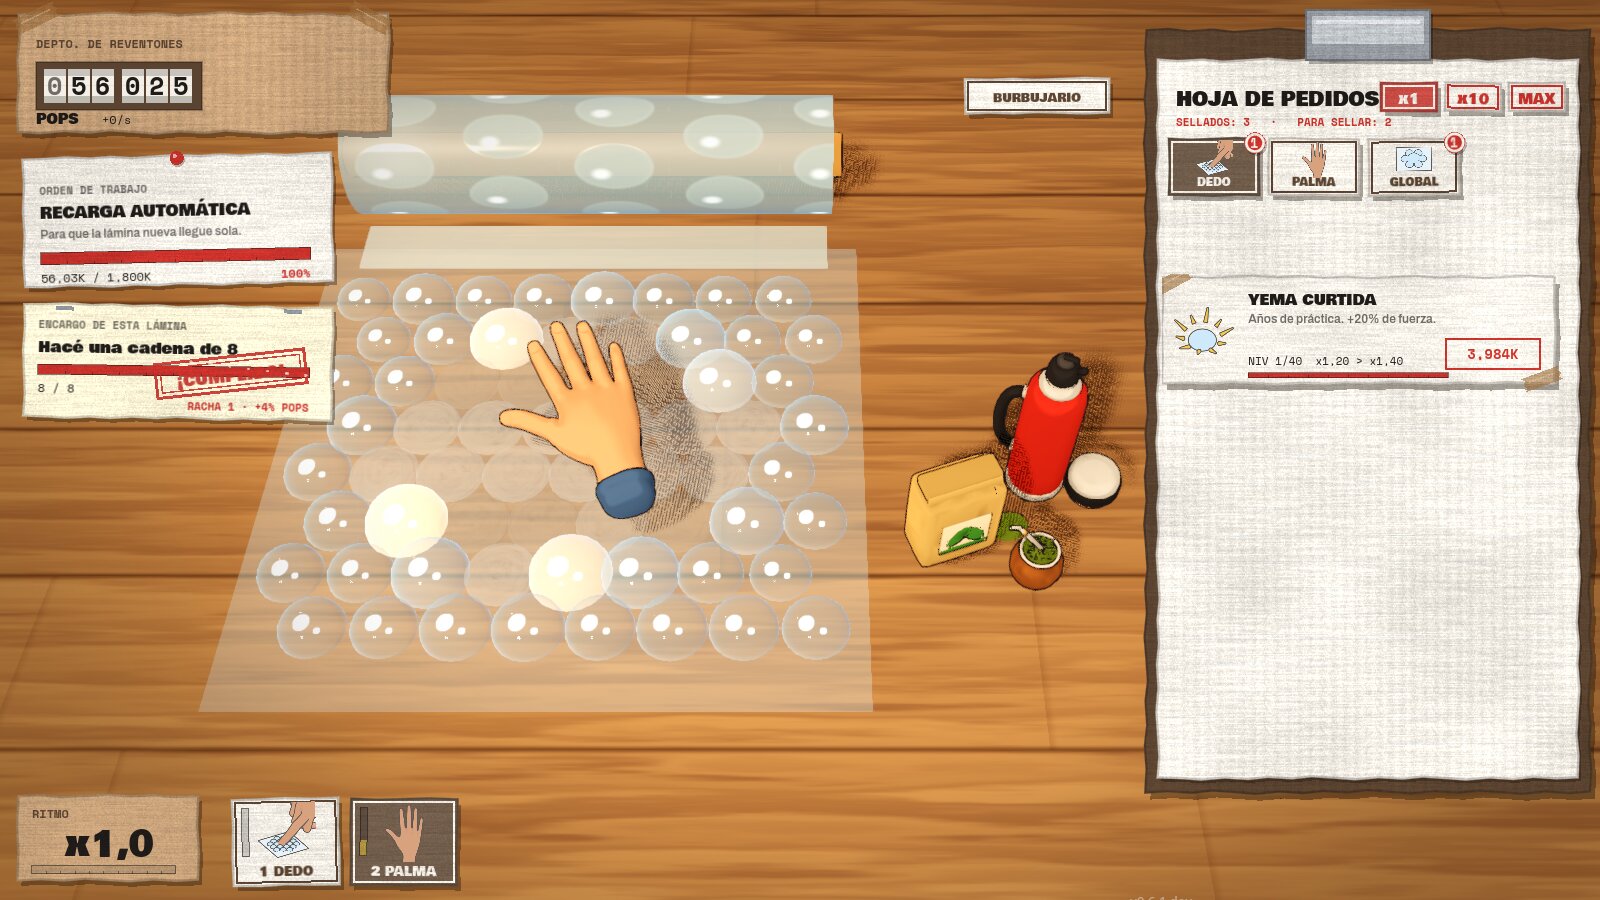 DEPTO. DE REVENTONES
056 025
POPS +0/s
ORDEN DE TRABAJO
RECARGA AUTOMÁTICA
Para que la lámina nueva llegue sola.
56,03K / 1,800K 100%
ENCARGO DE ESTA LÁMINA
Hacé una cadena de 8
8 / 8
RACHA 1 · +4% POPS
BURBUJARIO
HOJA DE PEDIDOS x1 x10 MAX
SELLADOS: 3 · PARA SELLAR: 2
1 1
DEDO PALMA GLOBAL
YEMA CURTIDA
Años de práctica. +20% de fuerza.
NIV 1/40 x1,20 > x1,40 3,984K
RITMO
x1,0
1 DEDO 2 PALMA